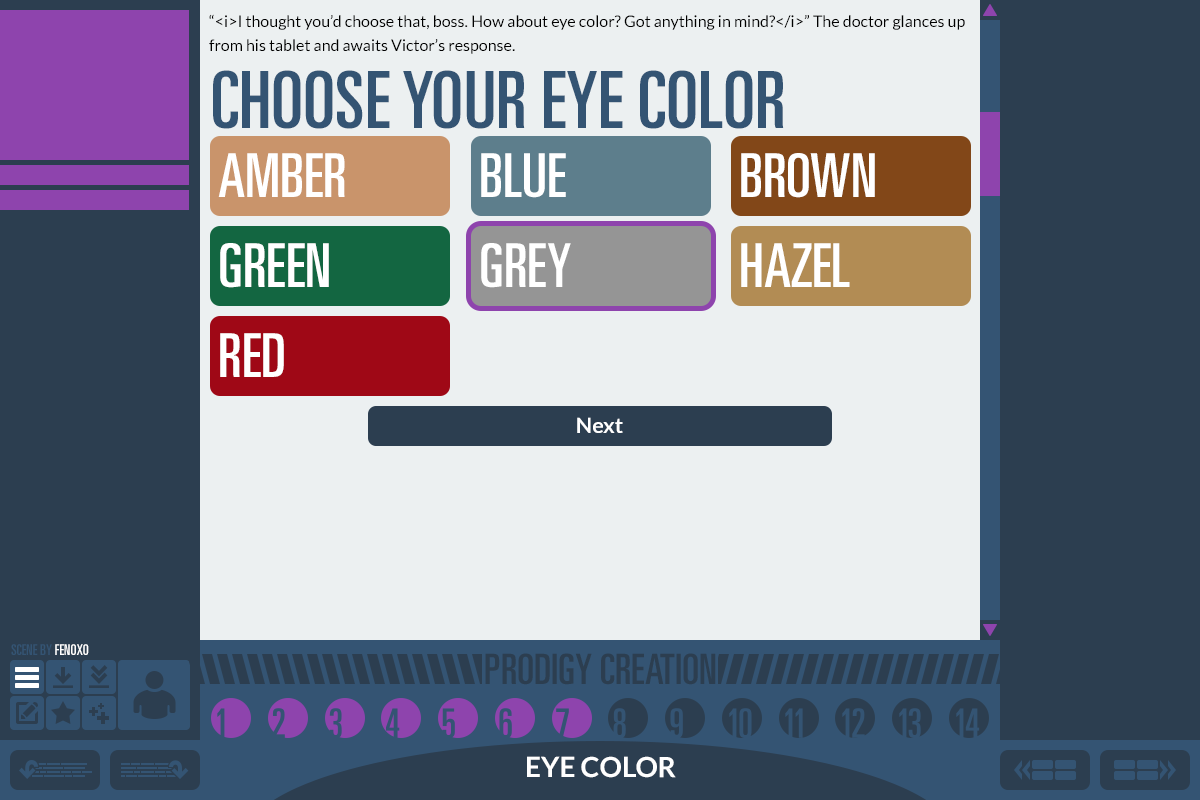 “<i>I thought you’d choose that, boss. How about eye color? Got anything in mind?</i>” The doctor glances up
from his tablet and awaits Victor’s response.
CHOOSE YOUR EYE COLOR
AMBER BLUE BROWN
GREEN GREY HAZEL
RED
Next
SCENE BY FENOXO
PRODIGY CREATION
1 2 3 4 5 6 7 8 9 10 11 12 13 14
EYE COLOR